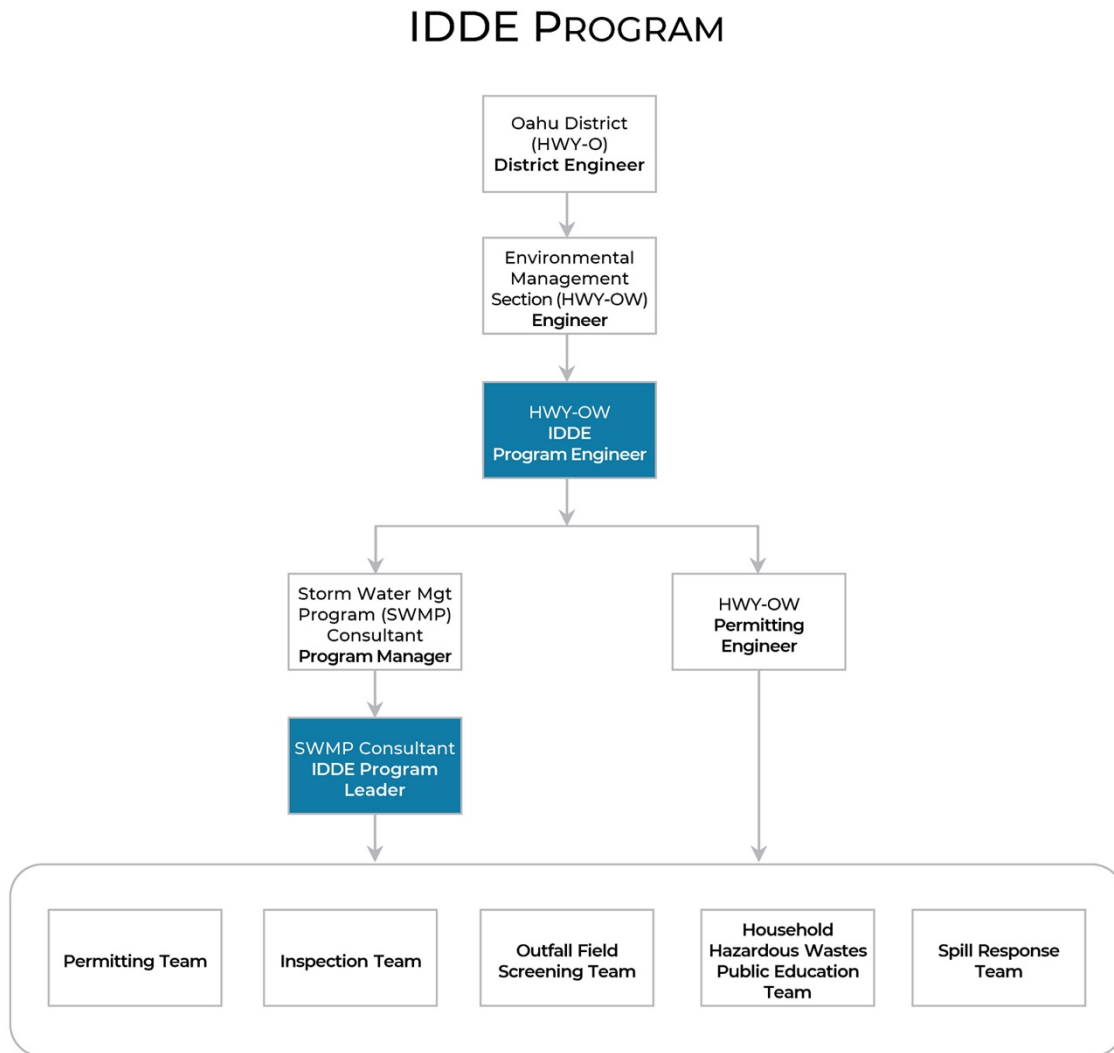 IDDE PROGRAM
Oahu District
(HWY-O)
District Engineer
Environmental
Management
Section (HWY-OW)
Engineer
HWY-OW
IDDE
Program Engineer
Storm Water Mgt
Program (SWMP)
Consultant
Program Manager
HWY-OW
Permitting
Engineer
SWMP Consultant
IDDE Program
Leader
Permitting Team
Inspection Team
Outfall Field
Screening Team
Household
Hazardous Wastes
Public Education
Team
Spill Response
Team